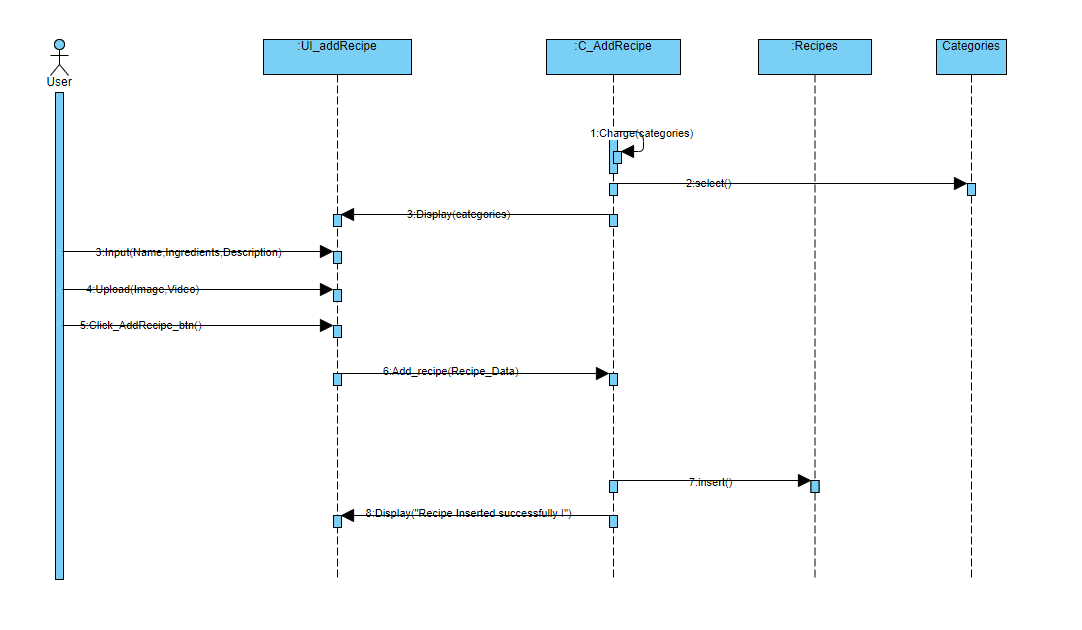 :UI_addRecipe
:C_AddRecipe
:Recipes
Categories
User
1:Charge(categories)
2:select()
3:Display(categories)
3:Input(Name,Ingredients,Description)
4:Upload(Image,Video)
5:Click_AddRecipe_btn()
6:Add_recipe(Recipe_Data)
7:insert()
8:Display("Recipe Inserted successfully !")